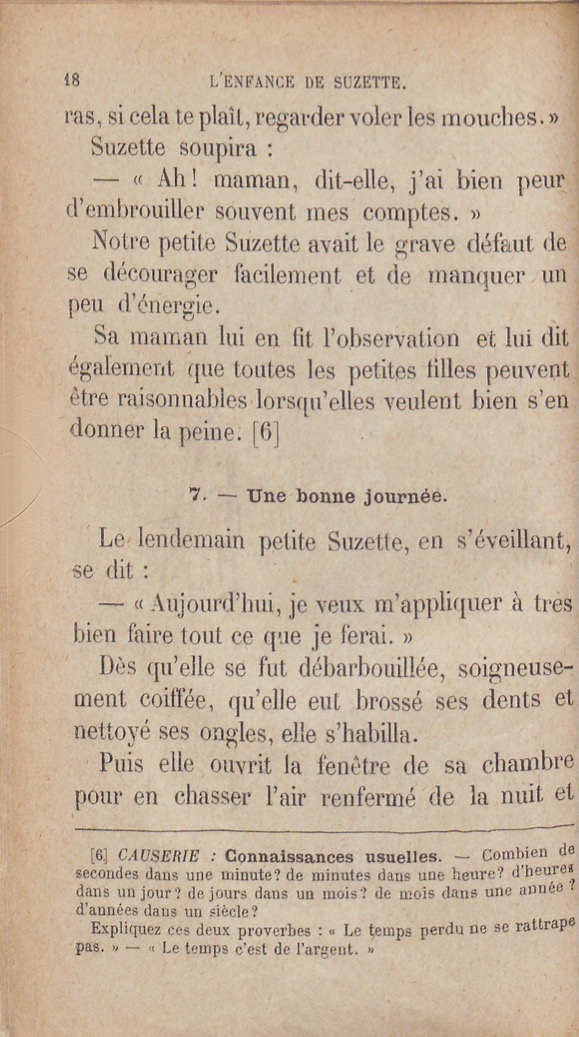 18 L'ENFANCE DE SUZETTE.
ras, si cela te plaît, regarder voler les mouches. »
Suzette soupira :
— « Ah! maman, dit-elle, j'ai bien peur
d'embrouiller souvent mes comptes. »
Notre petite Suzette avait le grave défaut de
se décourager facilement et de manquer un
peu d'énergie.
Sa maman lui en fit l'observation et lui dit
également que toutes les petites filles peuvent
être raisonnables lorsqu'elles veulent bien s'en
donner la peine. [6]
7. — Une bonne journée.
Le lendemain petite Suzette, en s'éveillant,
se dit :
— « Aujourd'hui, je veux m'appliquer à très
bien faire tout ce que je ferai. »
Dès qu'elle se fut débarbouillée, soigneuse-
ment coiffée, qu'elle eut brossé ses dents et
nettoyé ses ongles, elle s'habilla.
Puis elle ouvrit la fenêtre de sa chambre
pour en chasser l'air renfermé de la nuit et
[6] CAUSERIE : Connaissances usuelles. — Combien de
secondes dans une minute? de minutes dans une heure? d'heures
dans un jour? de jours dans un mois? de mois dans une année?
d'années dans un siècle?
Expliquez ces deux proverbes : « Le temps perdu ne se rattrape
pas. » — « Le temps c'est de l'argent. »